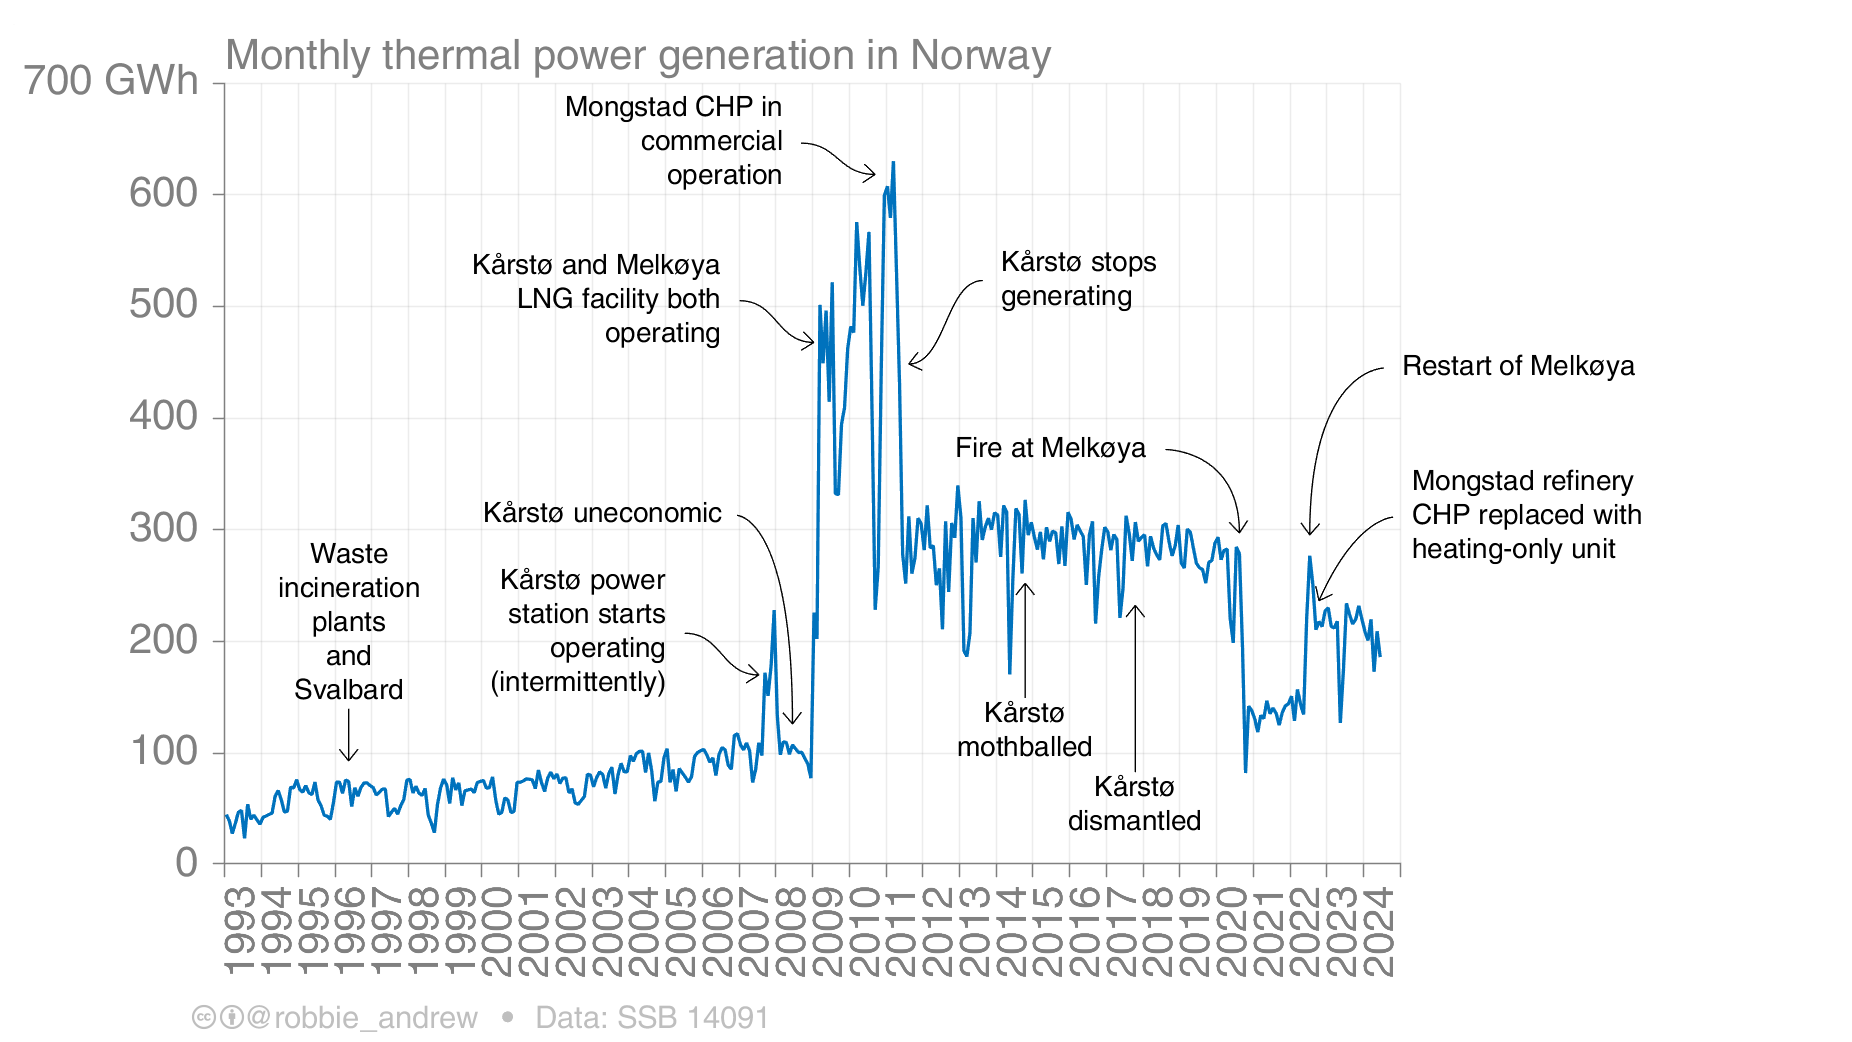 Monthly thermal power generation in Norway
700 GWh
600
500
400
300
200
100
0
Mongstad CHP in
commercial
operation
Kårstø and Melkøya
LNG facility both
operating
Kårstø stops
generating
Restart of Melkøya
Fire at Melkøya
Mongstad refinery
CHP replaced with
heating-only unit
Kårstø uneconomic
Waste
incineration
plants
and
Svalbard
Kårstø power
station starts
operating
(intermittently)
Kårstø
mothballed
Kårstø
dismantled
1993
1994
1995
1996
1997
1998
1999
2000
2001
2002
2003
2004
2005
2006
2007
2008
2009
2010
2011
2012
2013
2014
2015
2016
2017
2018
2019
2020
2021
2022
2023
2024
@robbie_andrew • Data: SSB 14091